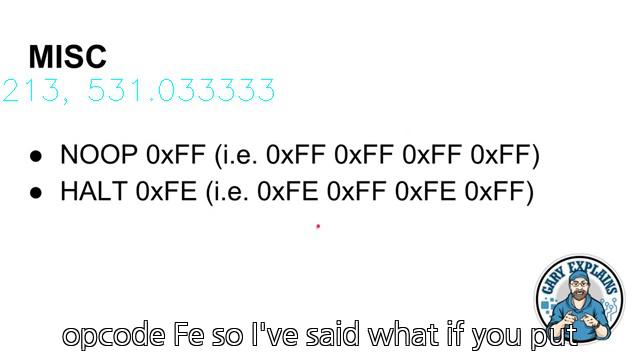 MISC
213, 531.033333
● NOOP 0xFF (i.e. 0xFF 0xFF 0xFF 0xFF)
● HALT 0xFE (i.e. 0xFE 0xFF 0xFE 0xFF)
GARY EXPLAINS
opcode Fe so I've said what if you put